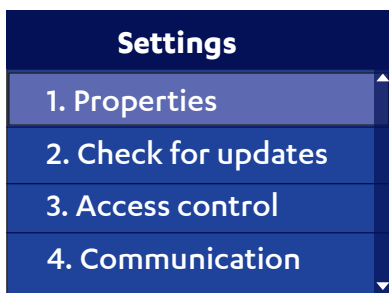 Settings
1. Properties
2. Check for updates
3. Access control
4. Communication